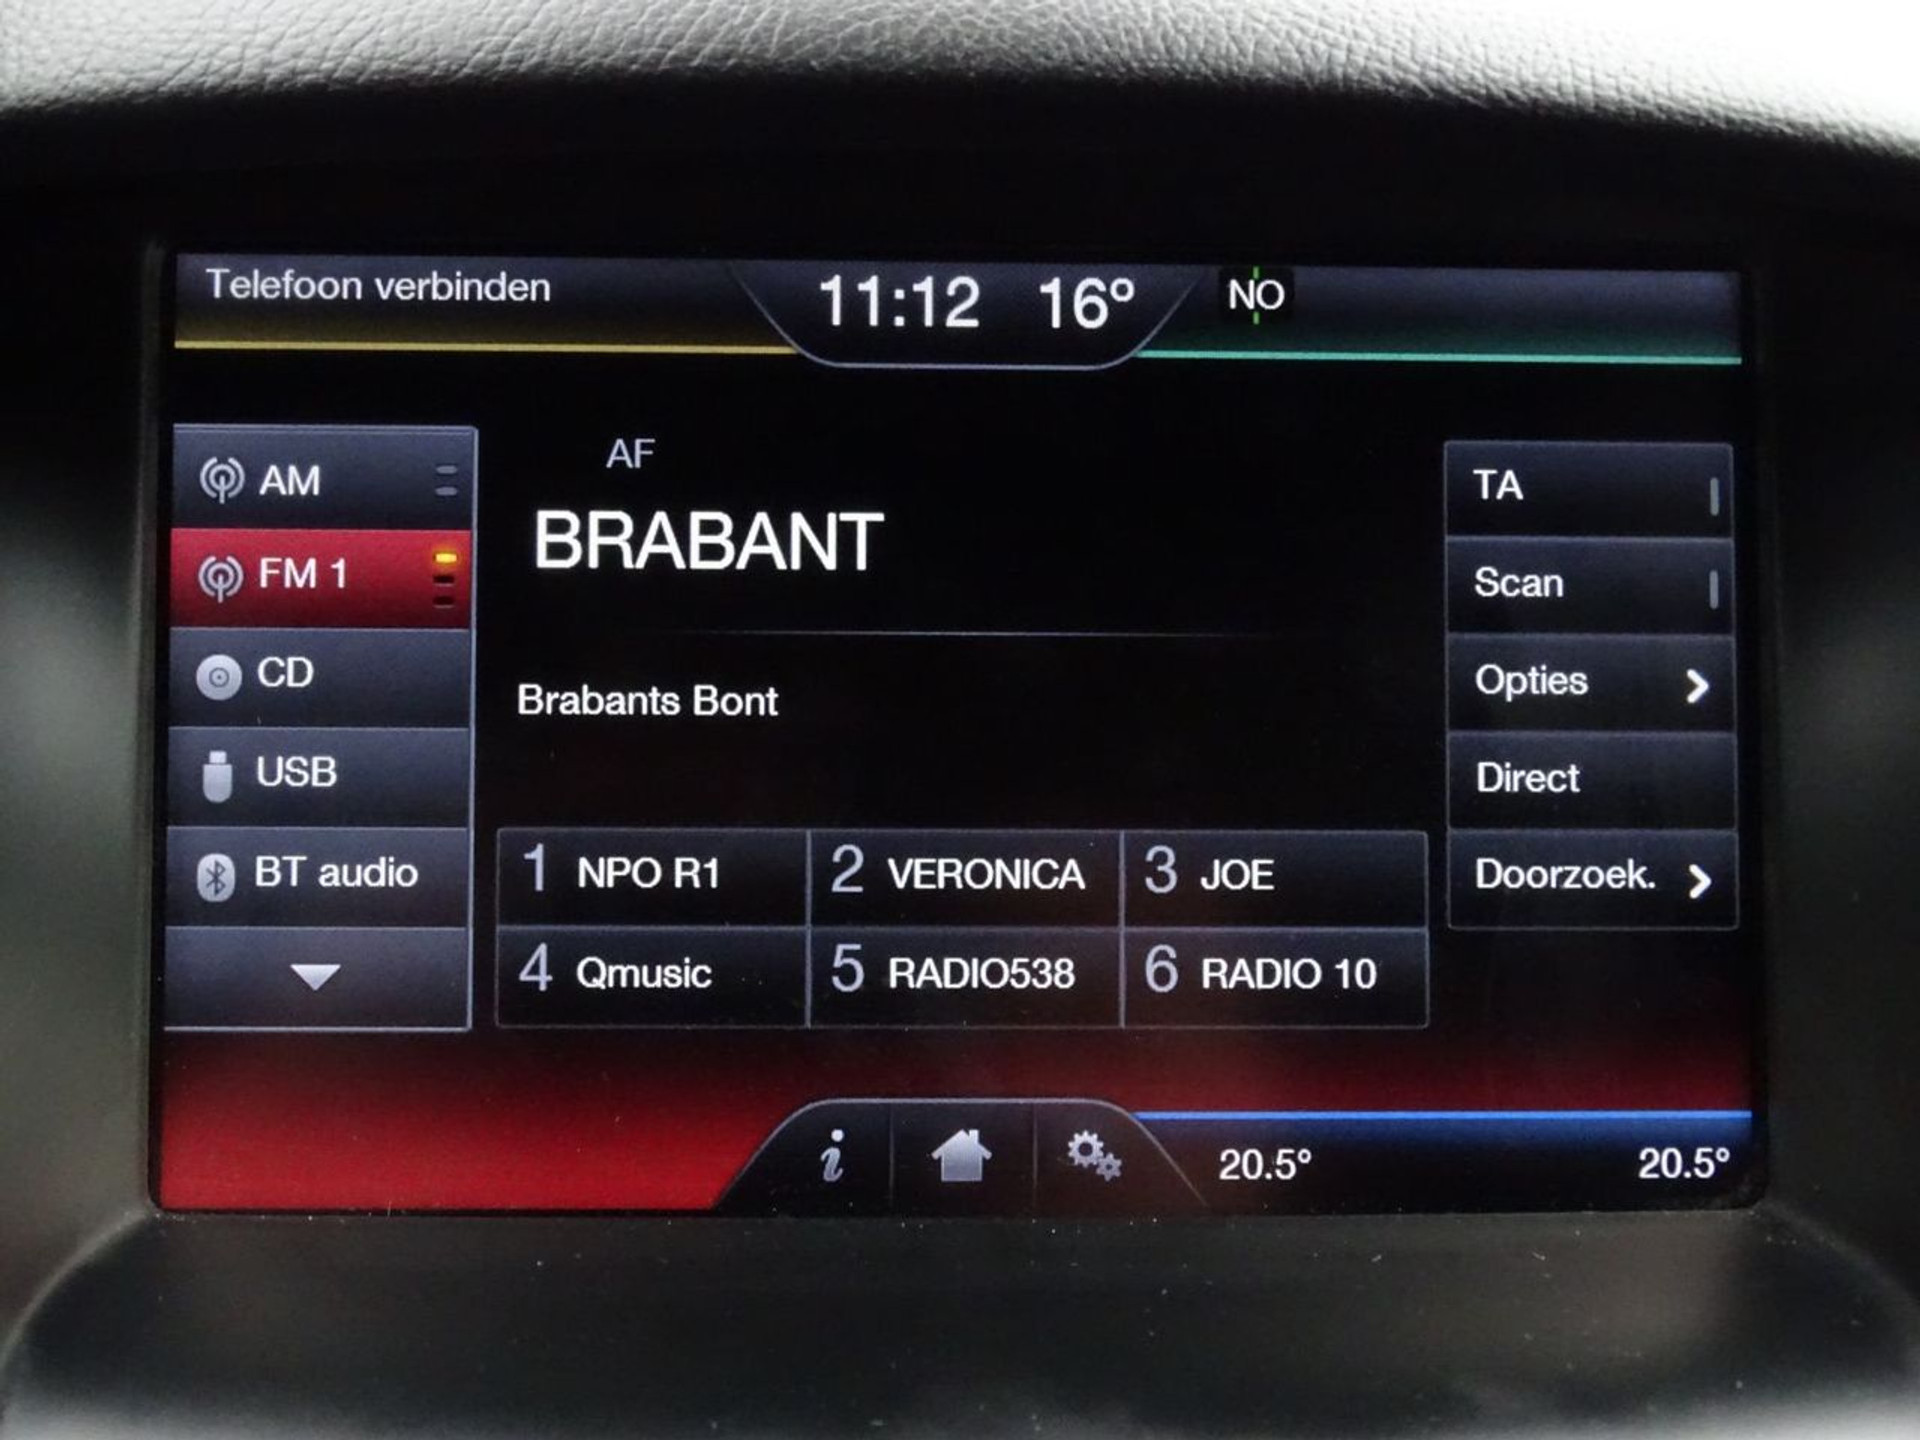 Telefoon verbinden
11:12 16° NO
AM
FM 1
CD
USB
BT audio
AF
BRABANT
Brabants Bont
1 NPO R1
2 VERONICA
3 JOE
4 Qmusic
5 RADIO538
6 RADIO 10
TA
Scan
Opties
Direct
Doorzoek.
i
20.5° 20.5°